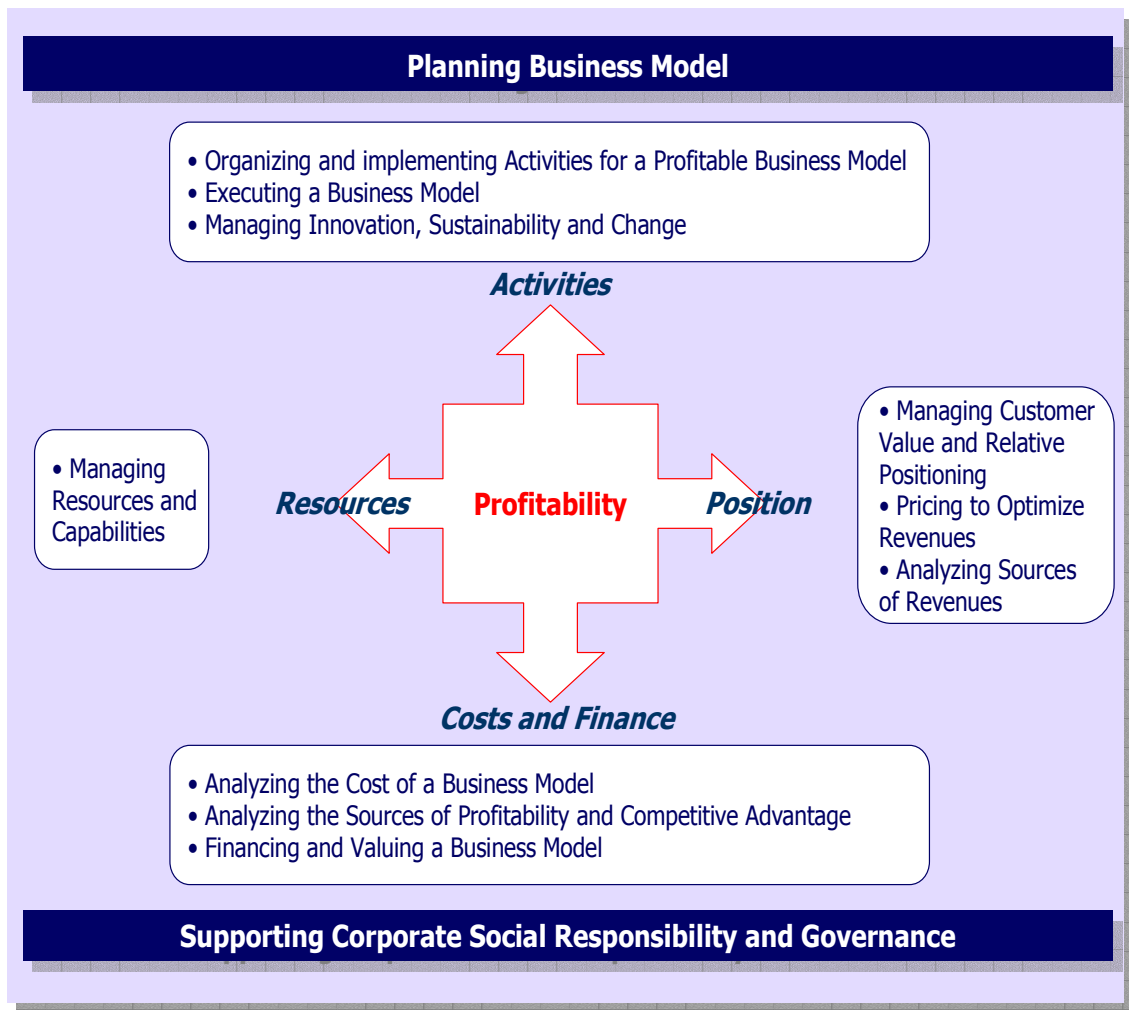 Planning Business Model
• Organizing and implementing Activities for a Profitable Business Model
• Executing a Business Model
• Managing Innovation, Sustainability and Change
Activities
• Managing
Resources and
Capabilities
Resources
Profitability
Position
• Managing Customer
Value and Relative
Positioning
• Pricing to Optimize
Revenues
• Analyzing Sources
of Revenues
Costs and Finance
• Analyzing the Cost of a Business Model
• Analyzing the Sources of Profitability and Competitive Advantage
• Financing and Valuing a Business Model
Supporting Corporate Social Responsibility and Governance